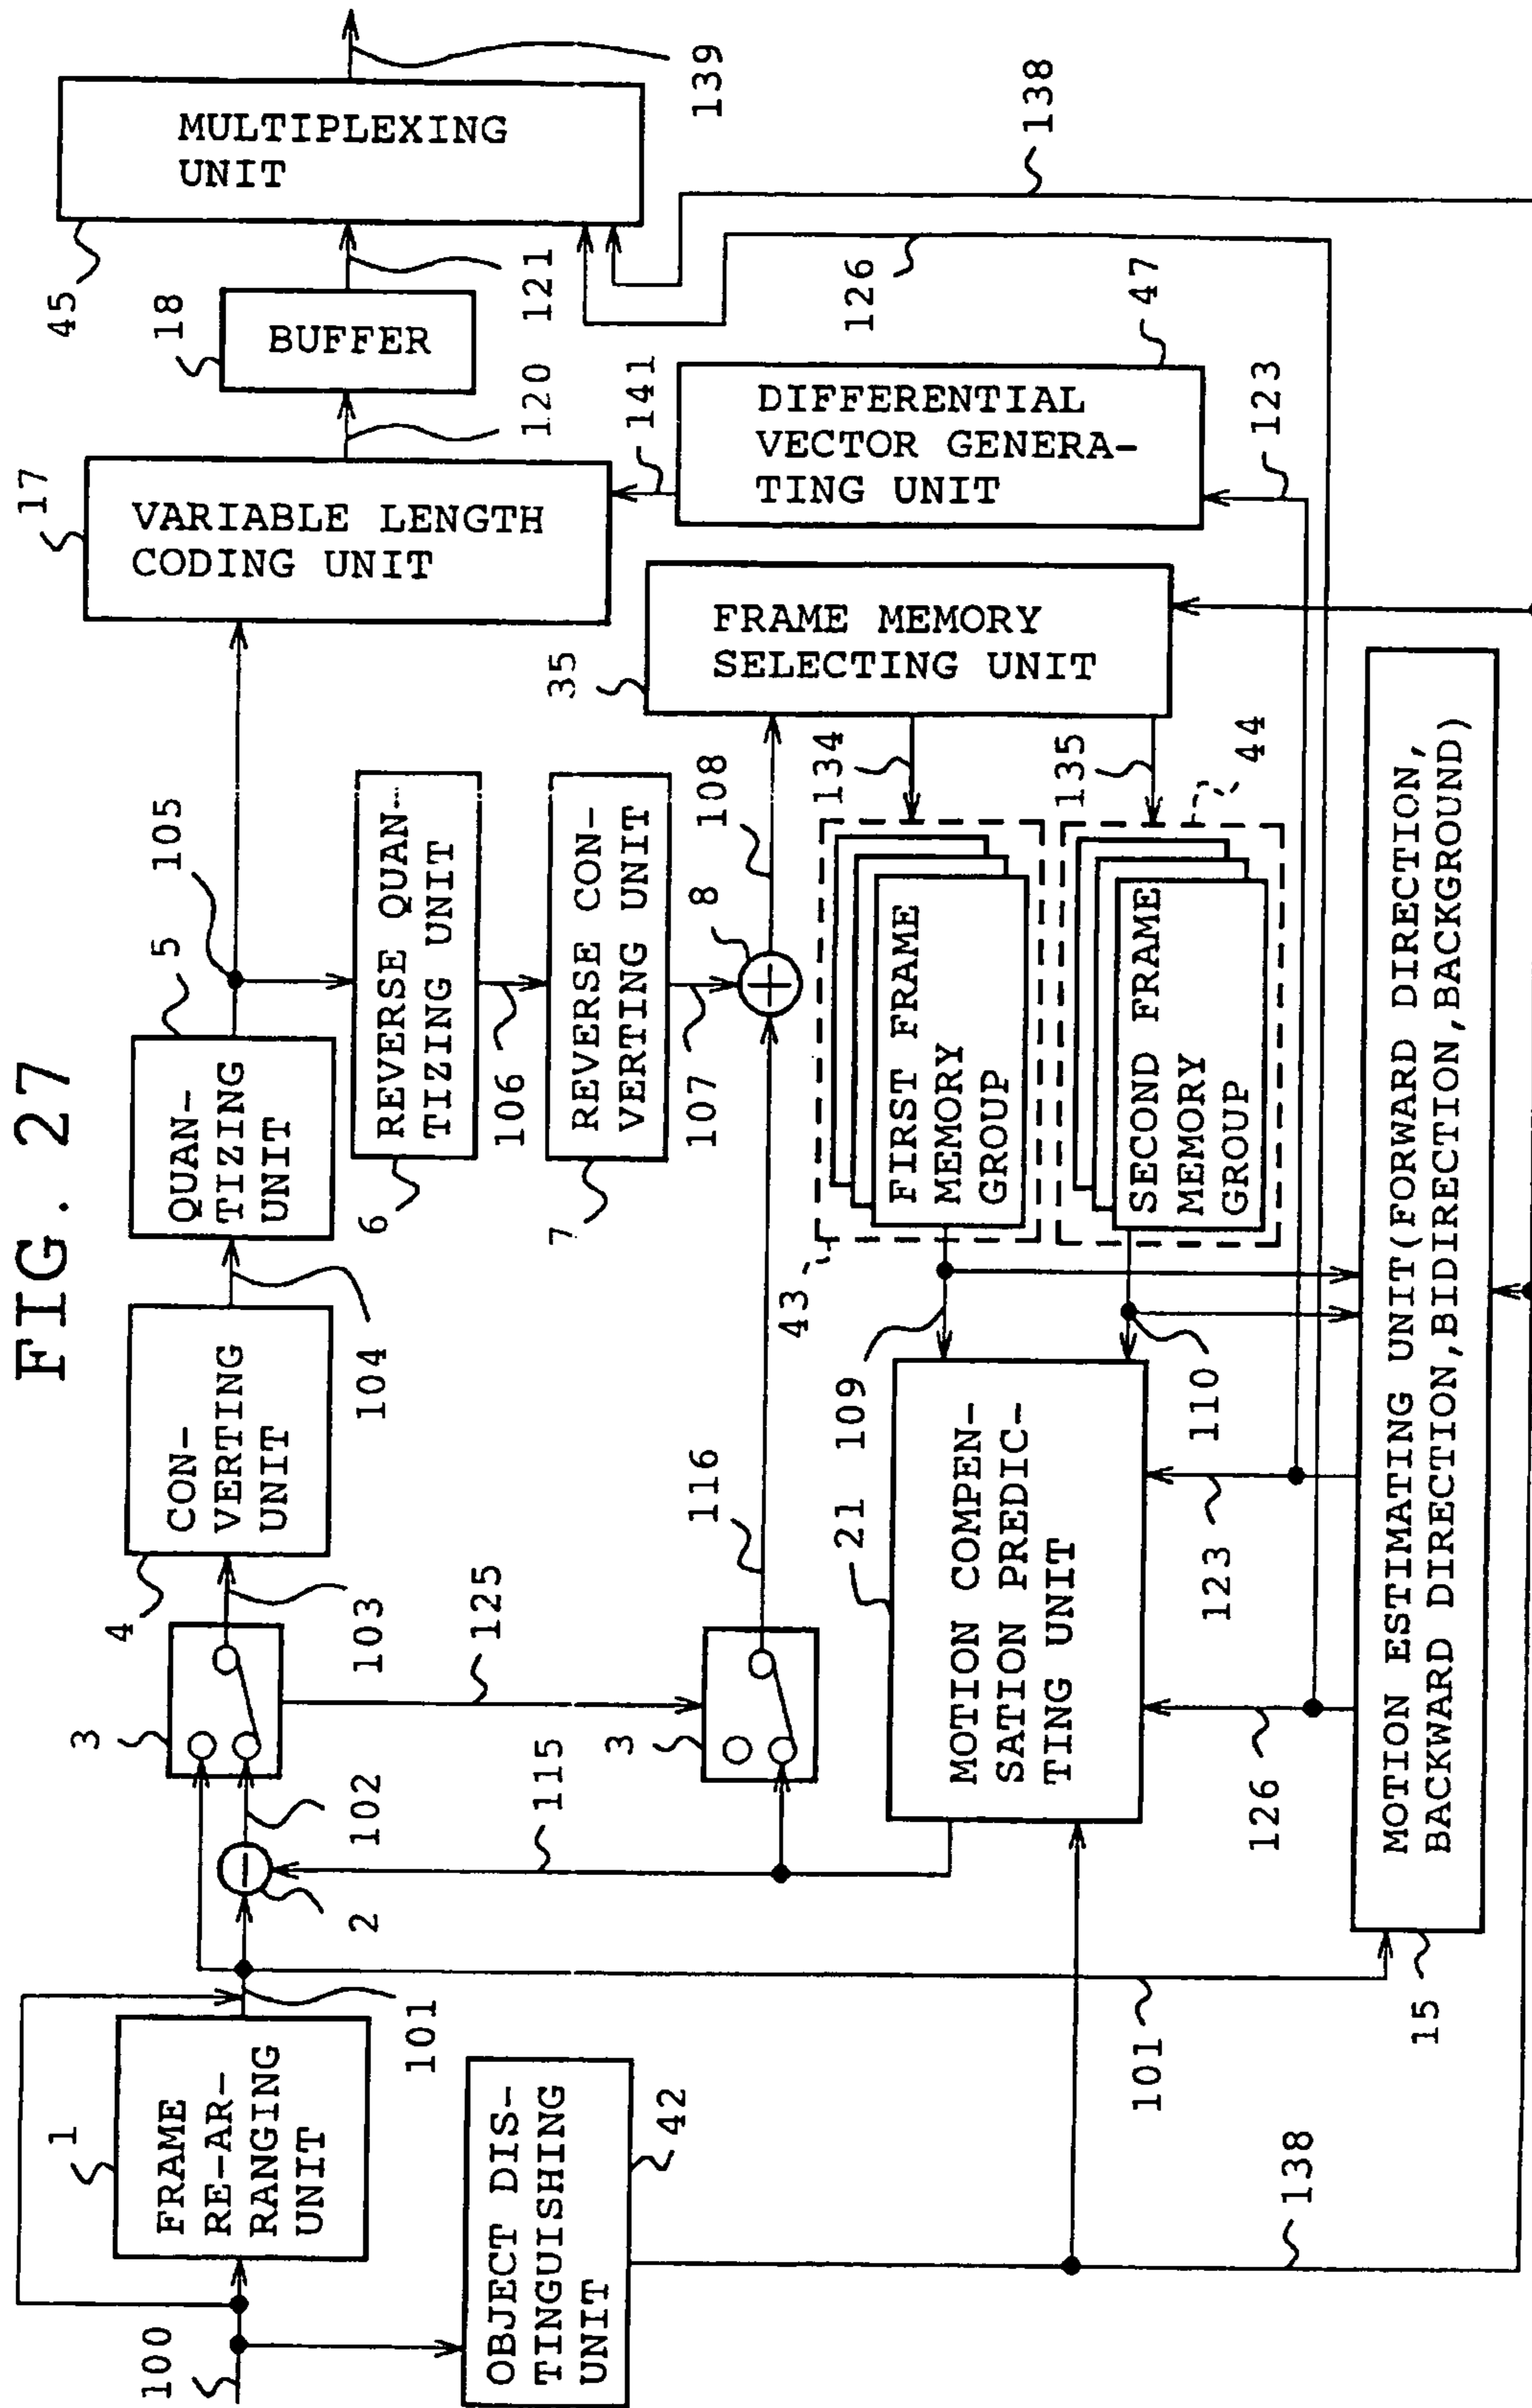 FIG. 27
100
1
FRAME
RE-AR-
RANGING
UNIT
101
2
102
3
103
4
CON-
VERTING
UNIT
104
5
QUAN-
TIZING
UNIT
105
17
VARIABLE LENGTH
CODING UNIT
120
18
BUFFER
121
45
MULTIPLEXING
UNIT
139
OBJECT DIS-
TINGUISHING
UNIT
42
115
125
3
116
6
REVERSE QUAN-
TIZING UNIT
106
7
REVERSE CON-
VERTING UNIT
107
8
108
35
FRAME MEMORY
SELECTING UNIT
141
DIFFERENTIAL
VECTOR GENERA-
TING UNIT
47
126
138
123
21
MOTION COMPEN-
SATION PREDIC-
TING UNIT
109
43
FIRST FRAME
MEMORY
GROUP
134
110
SECOND FRAME
MEMORY
GROUP
135
44
101
126
123
138
15
MOTION ESTIMATING UNIT(FORWARD DIRECTION,
BACKWARD DIRECTION,BIDIRECTION,BACKGROUND)